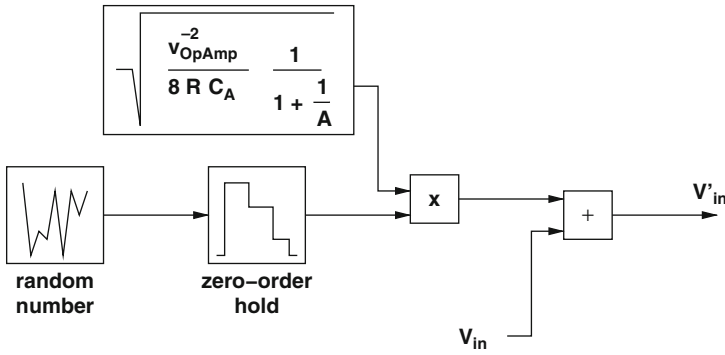 v-2OpAmp 1
8 R CA 1 + 1
A
x
+
V'in
random
number
zero−order
hold
Vin